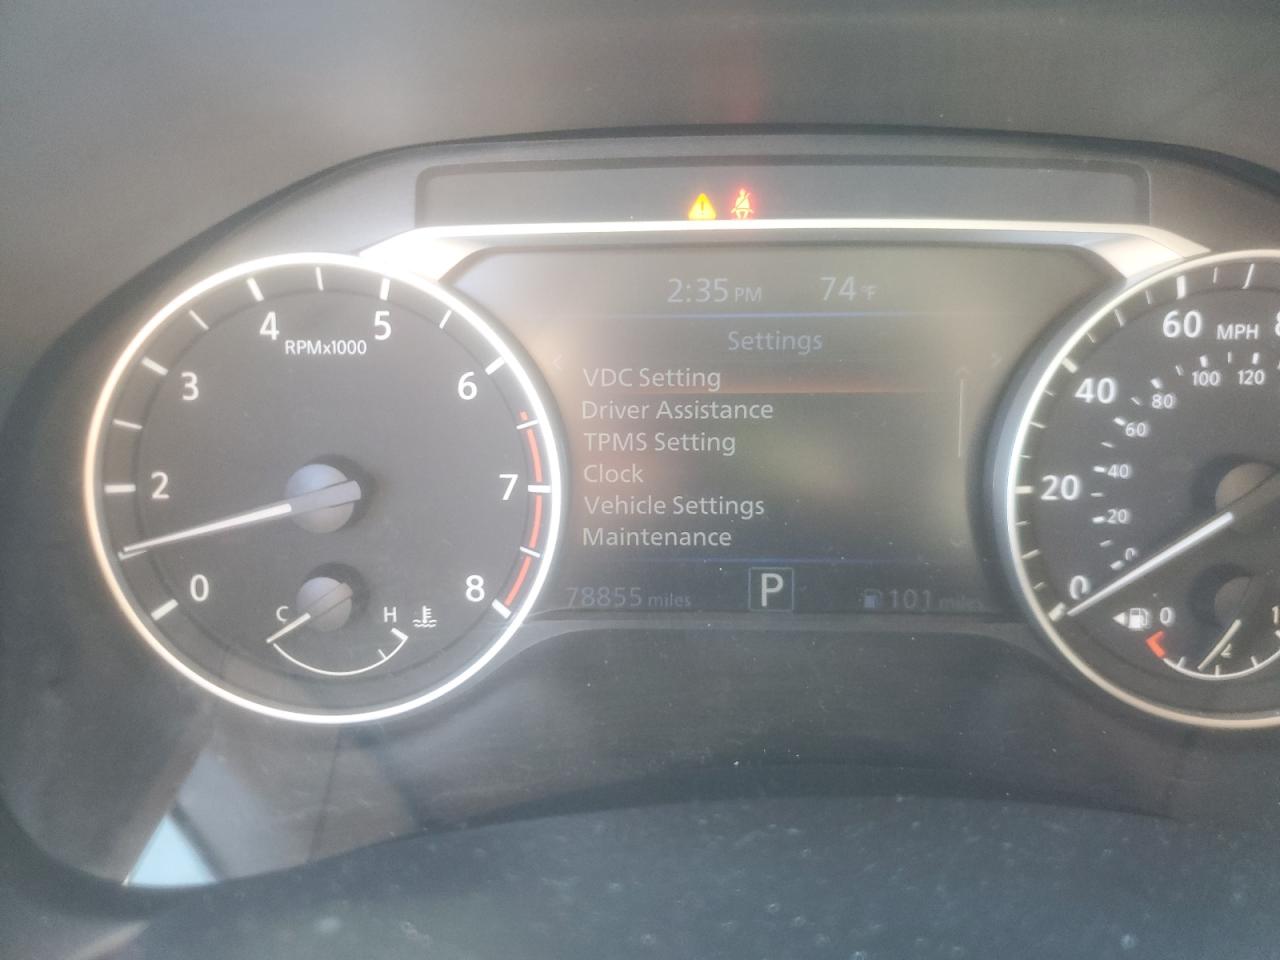 2:35 PM 74°F
Settings
VDC Setting
Driver Assistance
TPMS Setting
Clock
Vehicle Settings
Maintenance
78855 miles P 101 miles
0 2 3 4 5 6 7 8
RPMx1000
C H
0 20 40 60
MPH
0 20 40 60 80 100 120
0